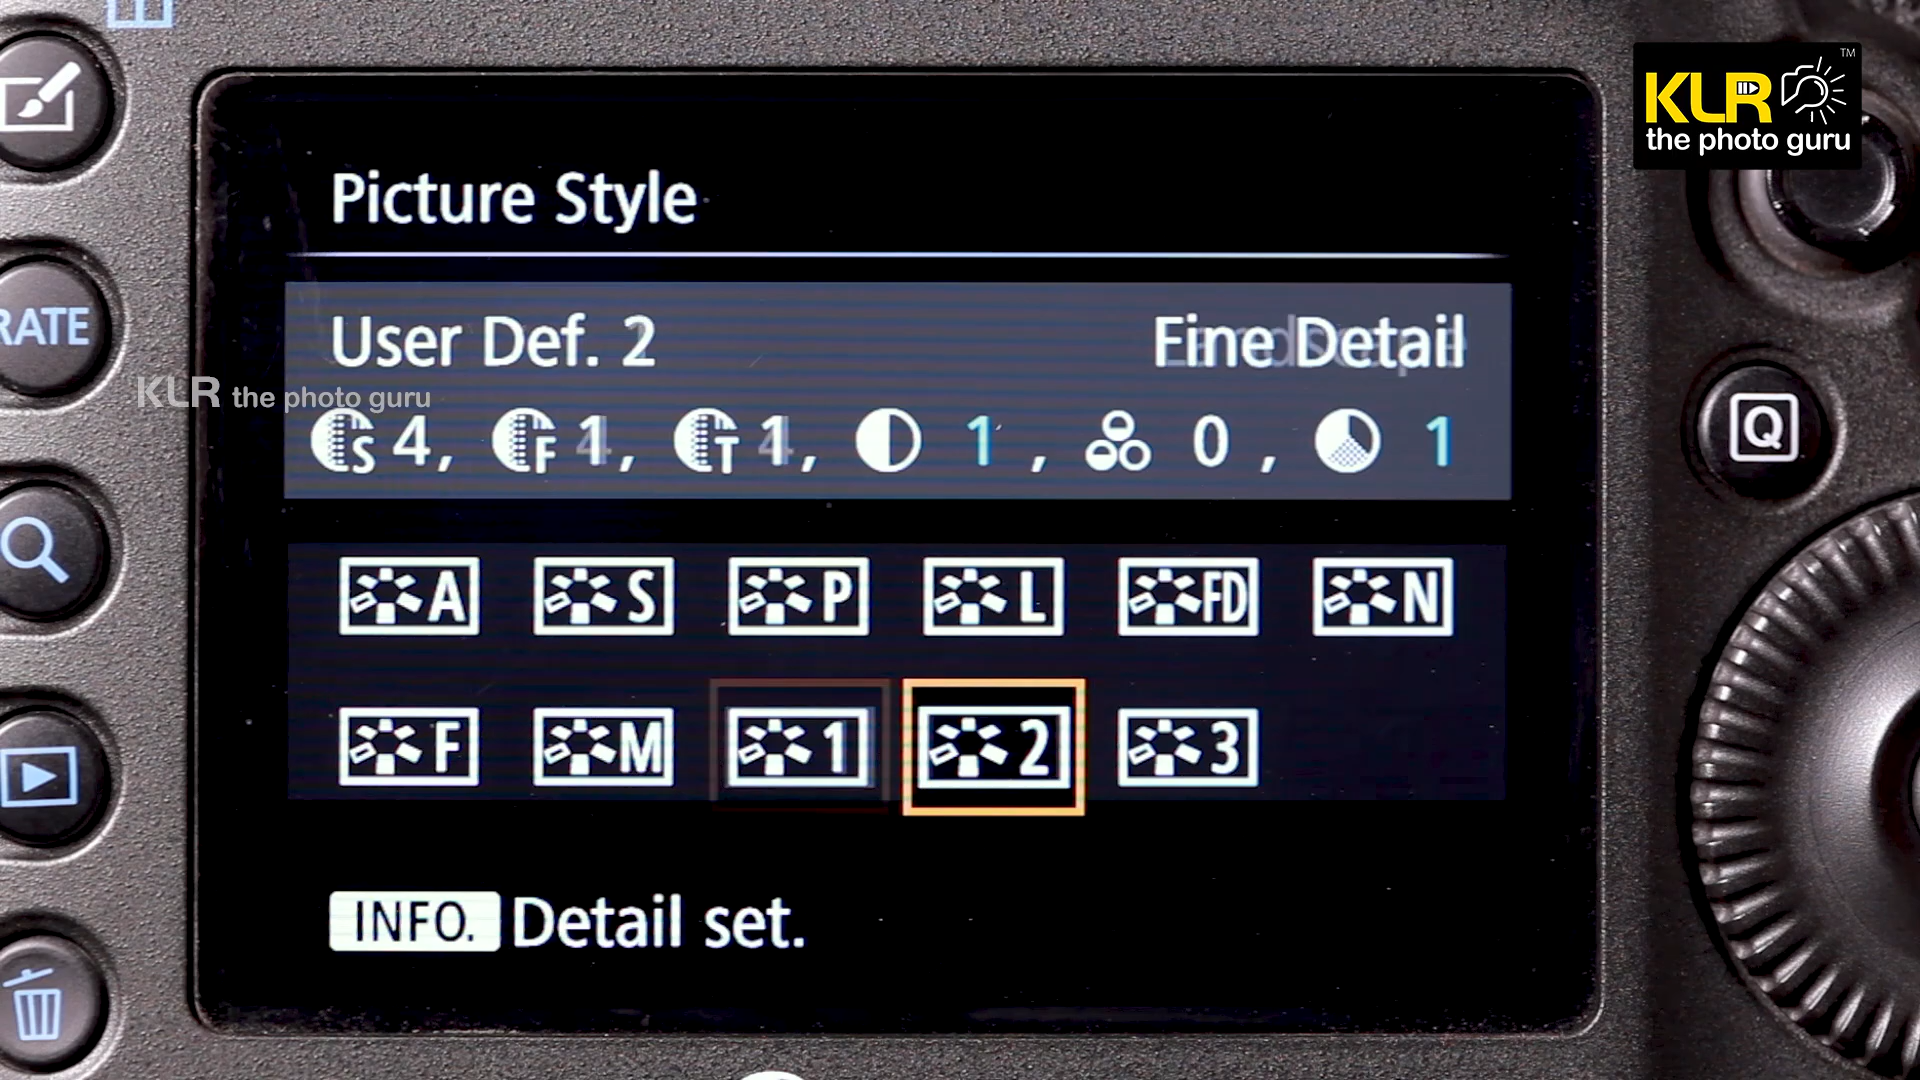 KLR
TM
the photo guru
Picture Style
RATE
User Def. 2 Fine Detail
KLR the photo guru
S 4, F 1, T 1, 1, 0, 1
Q
A S P L FD N
F M 1 2 3
INFO. Detail set.